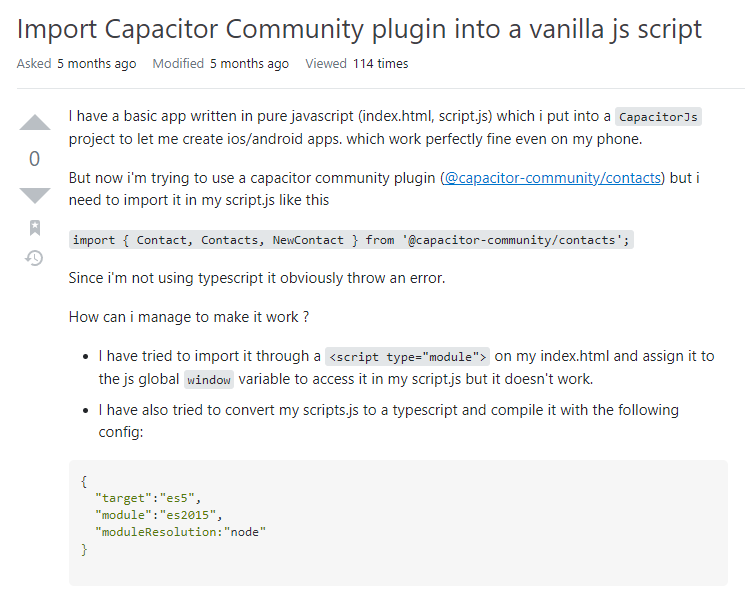 Import Capacitor Community plugin into a vanilla js script
Asked 5 months ago Modified 5 months ago Viewed 114 times
I have a basic app written in pure javascript (index.html, script.js) which i put into a CapacitorJs
project to let me create ios/android apps. which work perfectly fine even on my phone.
0
But now i'm trying to use a capacitor community plugin (@capacitor-community/contacts) but i
need to import it in my script.js like this
import { Contact, Contacts, NewContact } from '@capacitor-community/contacts';
Since i'm not using typescript it obviously throw an error.
How can i manage to make it work ?
• I have tried to import it through a <script type="module"> on my index.html and assign it to
the js global window variable to access it in my script.js but it doesn't work.
• I have also tried to convert my scripts.js to a typescript and compile it with the following
config:
{
"target":"es5",
"module":"es2015",
"moduleResolution:"node"
}